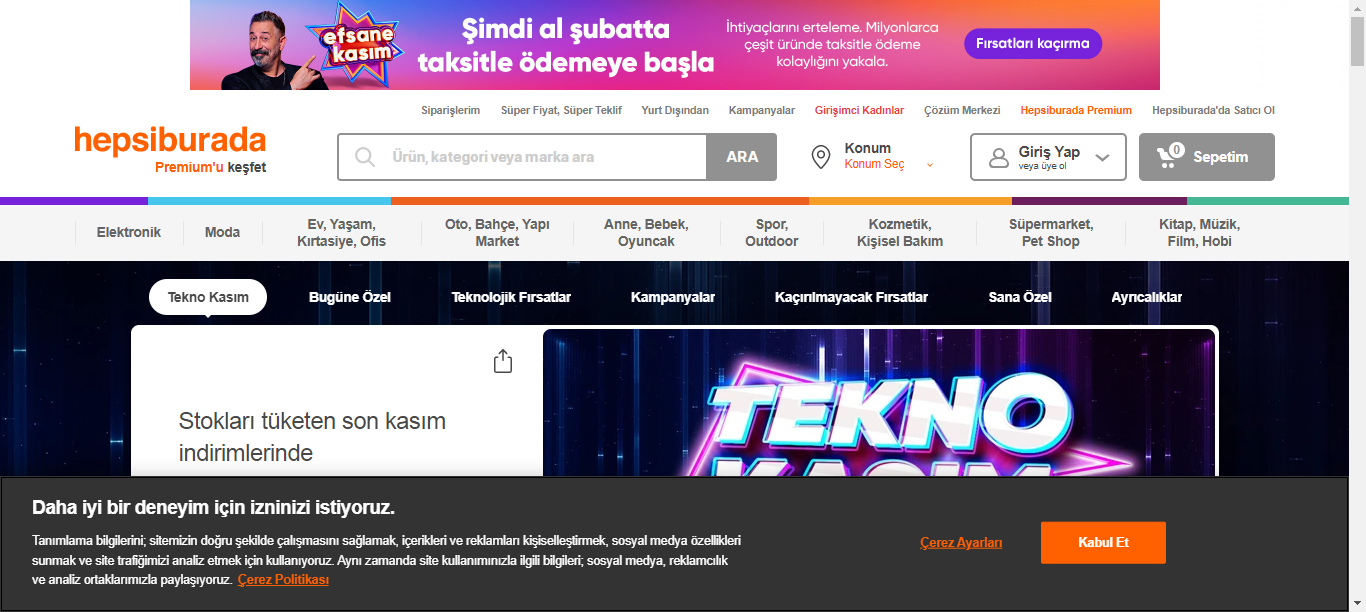 efsane
kasım
Şimdi al şubatta
taksitle ödemeye başla
İhtiyaçlarını erteleme. Milyonlarca
çeşit üründe taksitle ödeme
kolaylığını yakala.
Fırsatları kaçırma
Siparişlerim Süper Fiyat, Süper Teklif Yurt Dışından Kampanyalar Girişimci Kadınlar Çözüm Merkezi Hepsiburada Premium Hepsiburada'da Satıcı Ol
hepsiburada
Premium'u keşfet
Ürün, kategori veya marka ara
ARA
Konum
Konum Seç
Giriş Yap
veya üye ol
0
Sepetim
Elektronik
Moda
Ev, Yaşam,
Kırtasiye, Ofis
Oto, Bahçe, Yapı
Market
Anne, Bebek,
Oyuncak
Spor,
Outdoor
Kozmetik,
Kişisel Bakım
Süpermarket,
Pet Shop
Kitap, Müzik,
Film, Hobi
Tekno Kasım Bugüne Özel Teknolojik Fırsatlar Kampanyalar Kaçırılmayacak Fırsatlar Sana Özel Ayrıcalıklar
Stokları tüketen son kasım
indirimlerinde
TEKNO
KASIM
Daha iyi bir deneyim için izninizi istiyoruz.
Tanımlama bilgilerini; sitemizin doğru şekilde çalışmasını sağlamak, içerikleri ve reklamları kişiselleştirmek, sosyal medya özellikleri
sunmak ve site trafiğimizi analiz etmek için kullanıyoruz. Aynı zamanda site kullanımınızla ilgili bilgileri; sosyal medya, reklamcılık
ve analiz ortaklarımızla paylaşıyoruz. Çerez Politikası
Çerez Ayarları
Kabul Et